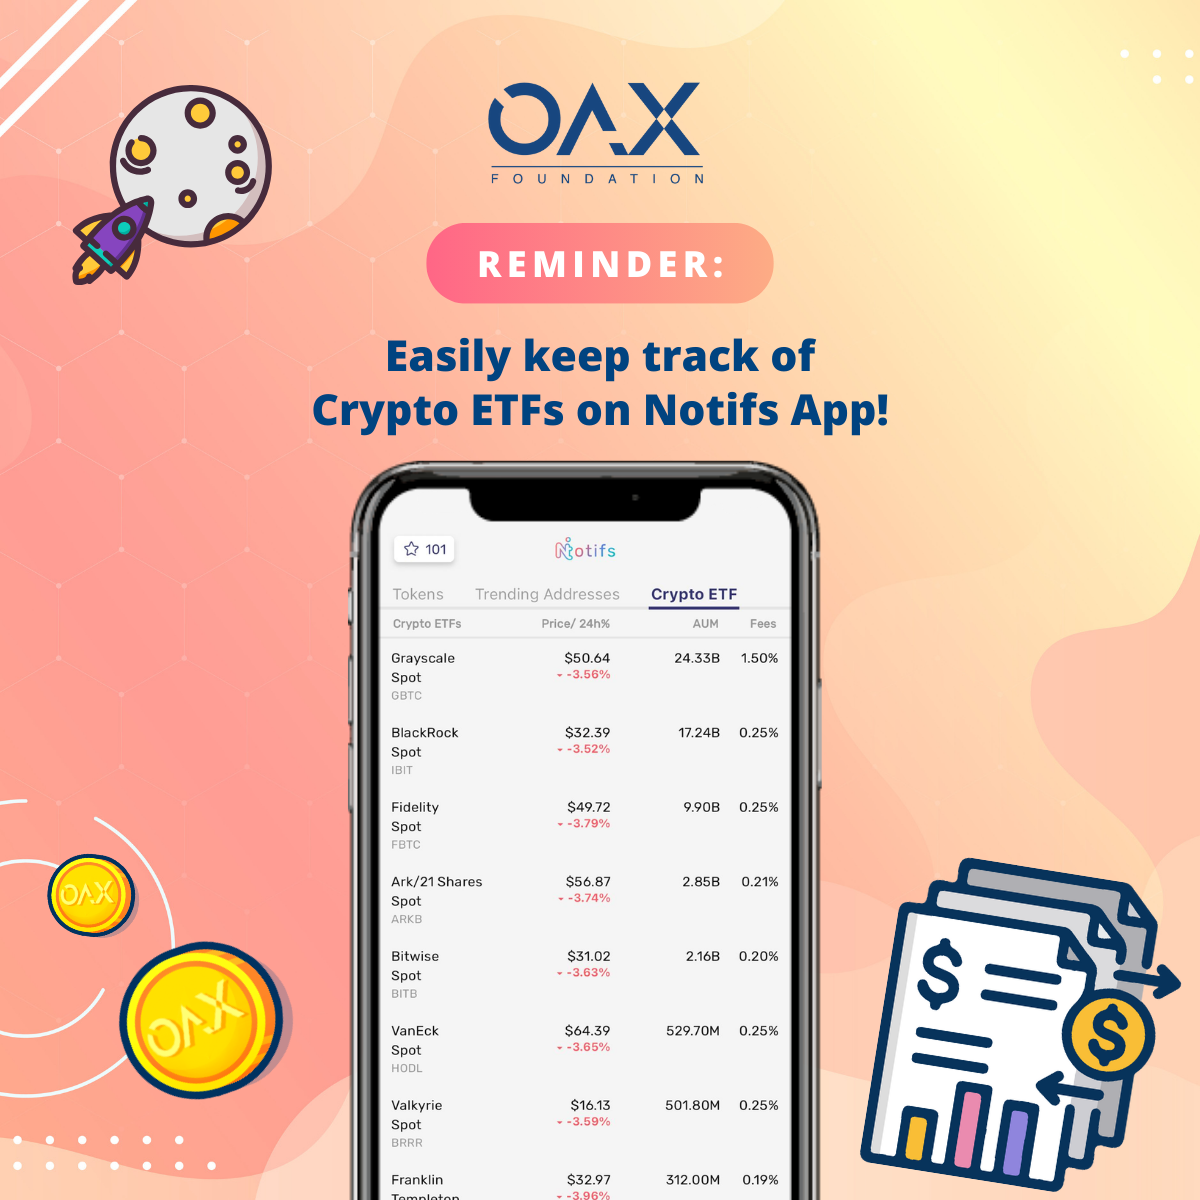 OAX
FOUNDATION
REMINDER:
Easily keep track of
Crypto ETFs on Notifs App!
101
Notifs
Tokens Trending Addresses Crypto ETF
Crypto ETFs Price/ 24h% AUM Fees
Grayscale $50.64 24.33B 1.50%
Spot -3.56%
GBTC
BlackRock $32.39 17.24B 0.25%
Spot -3.52%
IBIT
Fidelity $49.72 9.90B 0.25%
Spot -3.79%
FBTC
Ark/21 Shares $56.87 2.85B 0.21%
Spot -3.74%
ARKB
Bitwise $31.02 2.16B 0.20%
Spot -3.63%
BITB
VanEck $64.39 529.70M 0.25%
Spot -3.65%
HODL
Valkyrie $16.13 501.80M 0.25%
Spot -3.59%
BRRR
Franklin $32.97 312.00M 0.19%
Templeton -3.96%
OAX
OAX
$
$